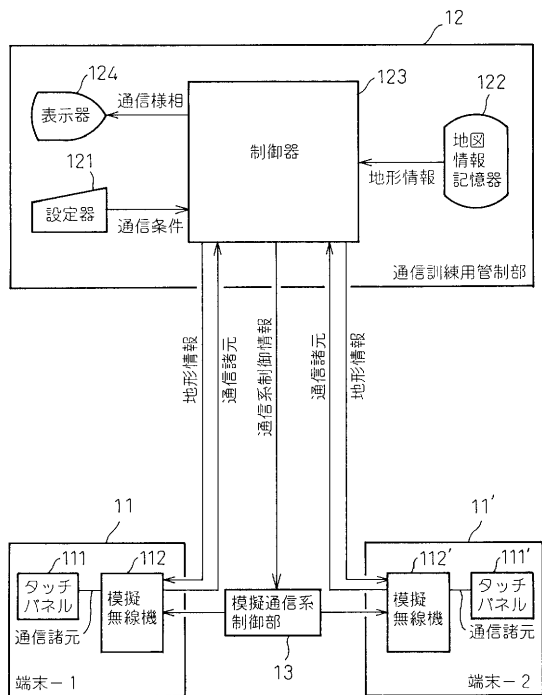 12
124
123
122
表示器
通信様相
制御器
地図
情報
記憶器
地形情報
121
設定器
通信条件
通信訓練用管制部
地形情報
通信諸元
通信系制御情報
通信諸元
地形情報
11
111
112
タッチ
パネル
模擬
無線機
通信諸元
端末-1
模擬通信系
制御部
13
11'
112'
111'
模擬
無線機
タッチ
パネル
通信諸元
端末-2